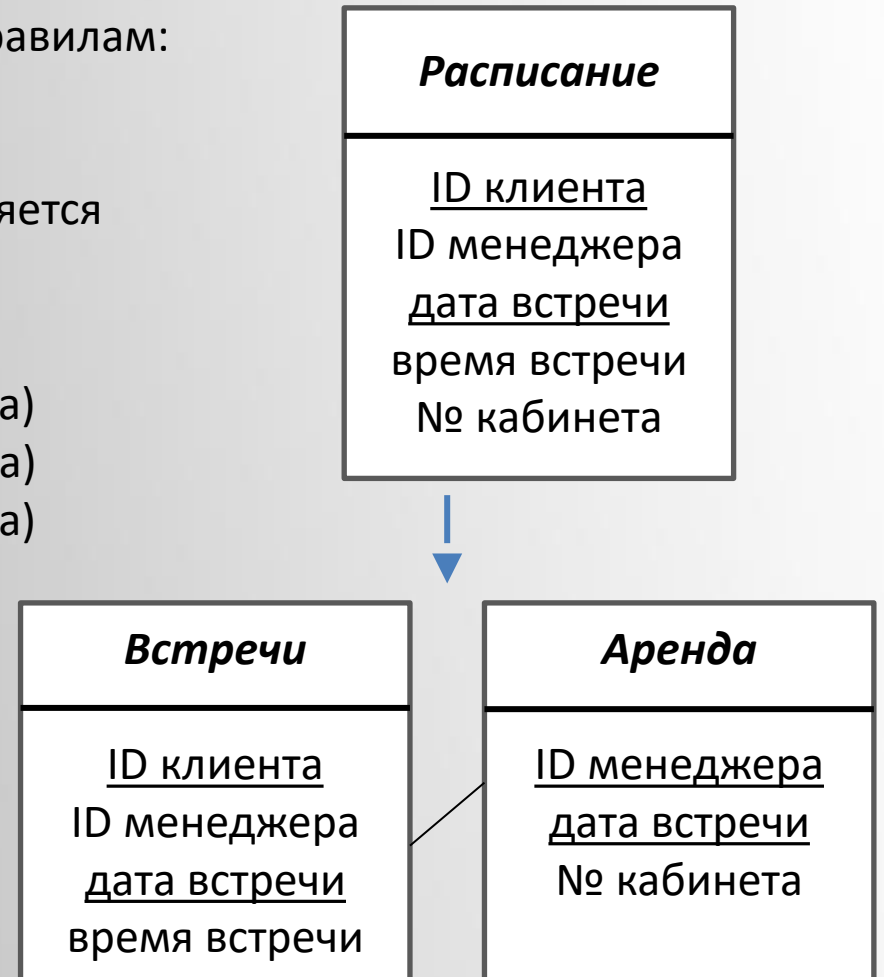 равилам:
яется
а)
а)
а)
Расписание
ID клиента
ID менеджера
дата встречи
время встречи
№ кабинета
Встречи
ID клиента
ID менеджера
дата встречи
время встречи
Аренда
ID менеджера
дата встречи
№ кабинета